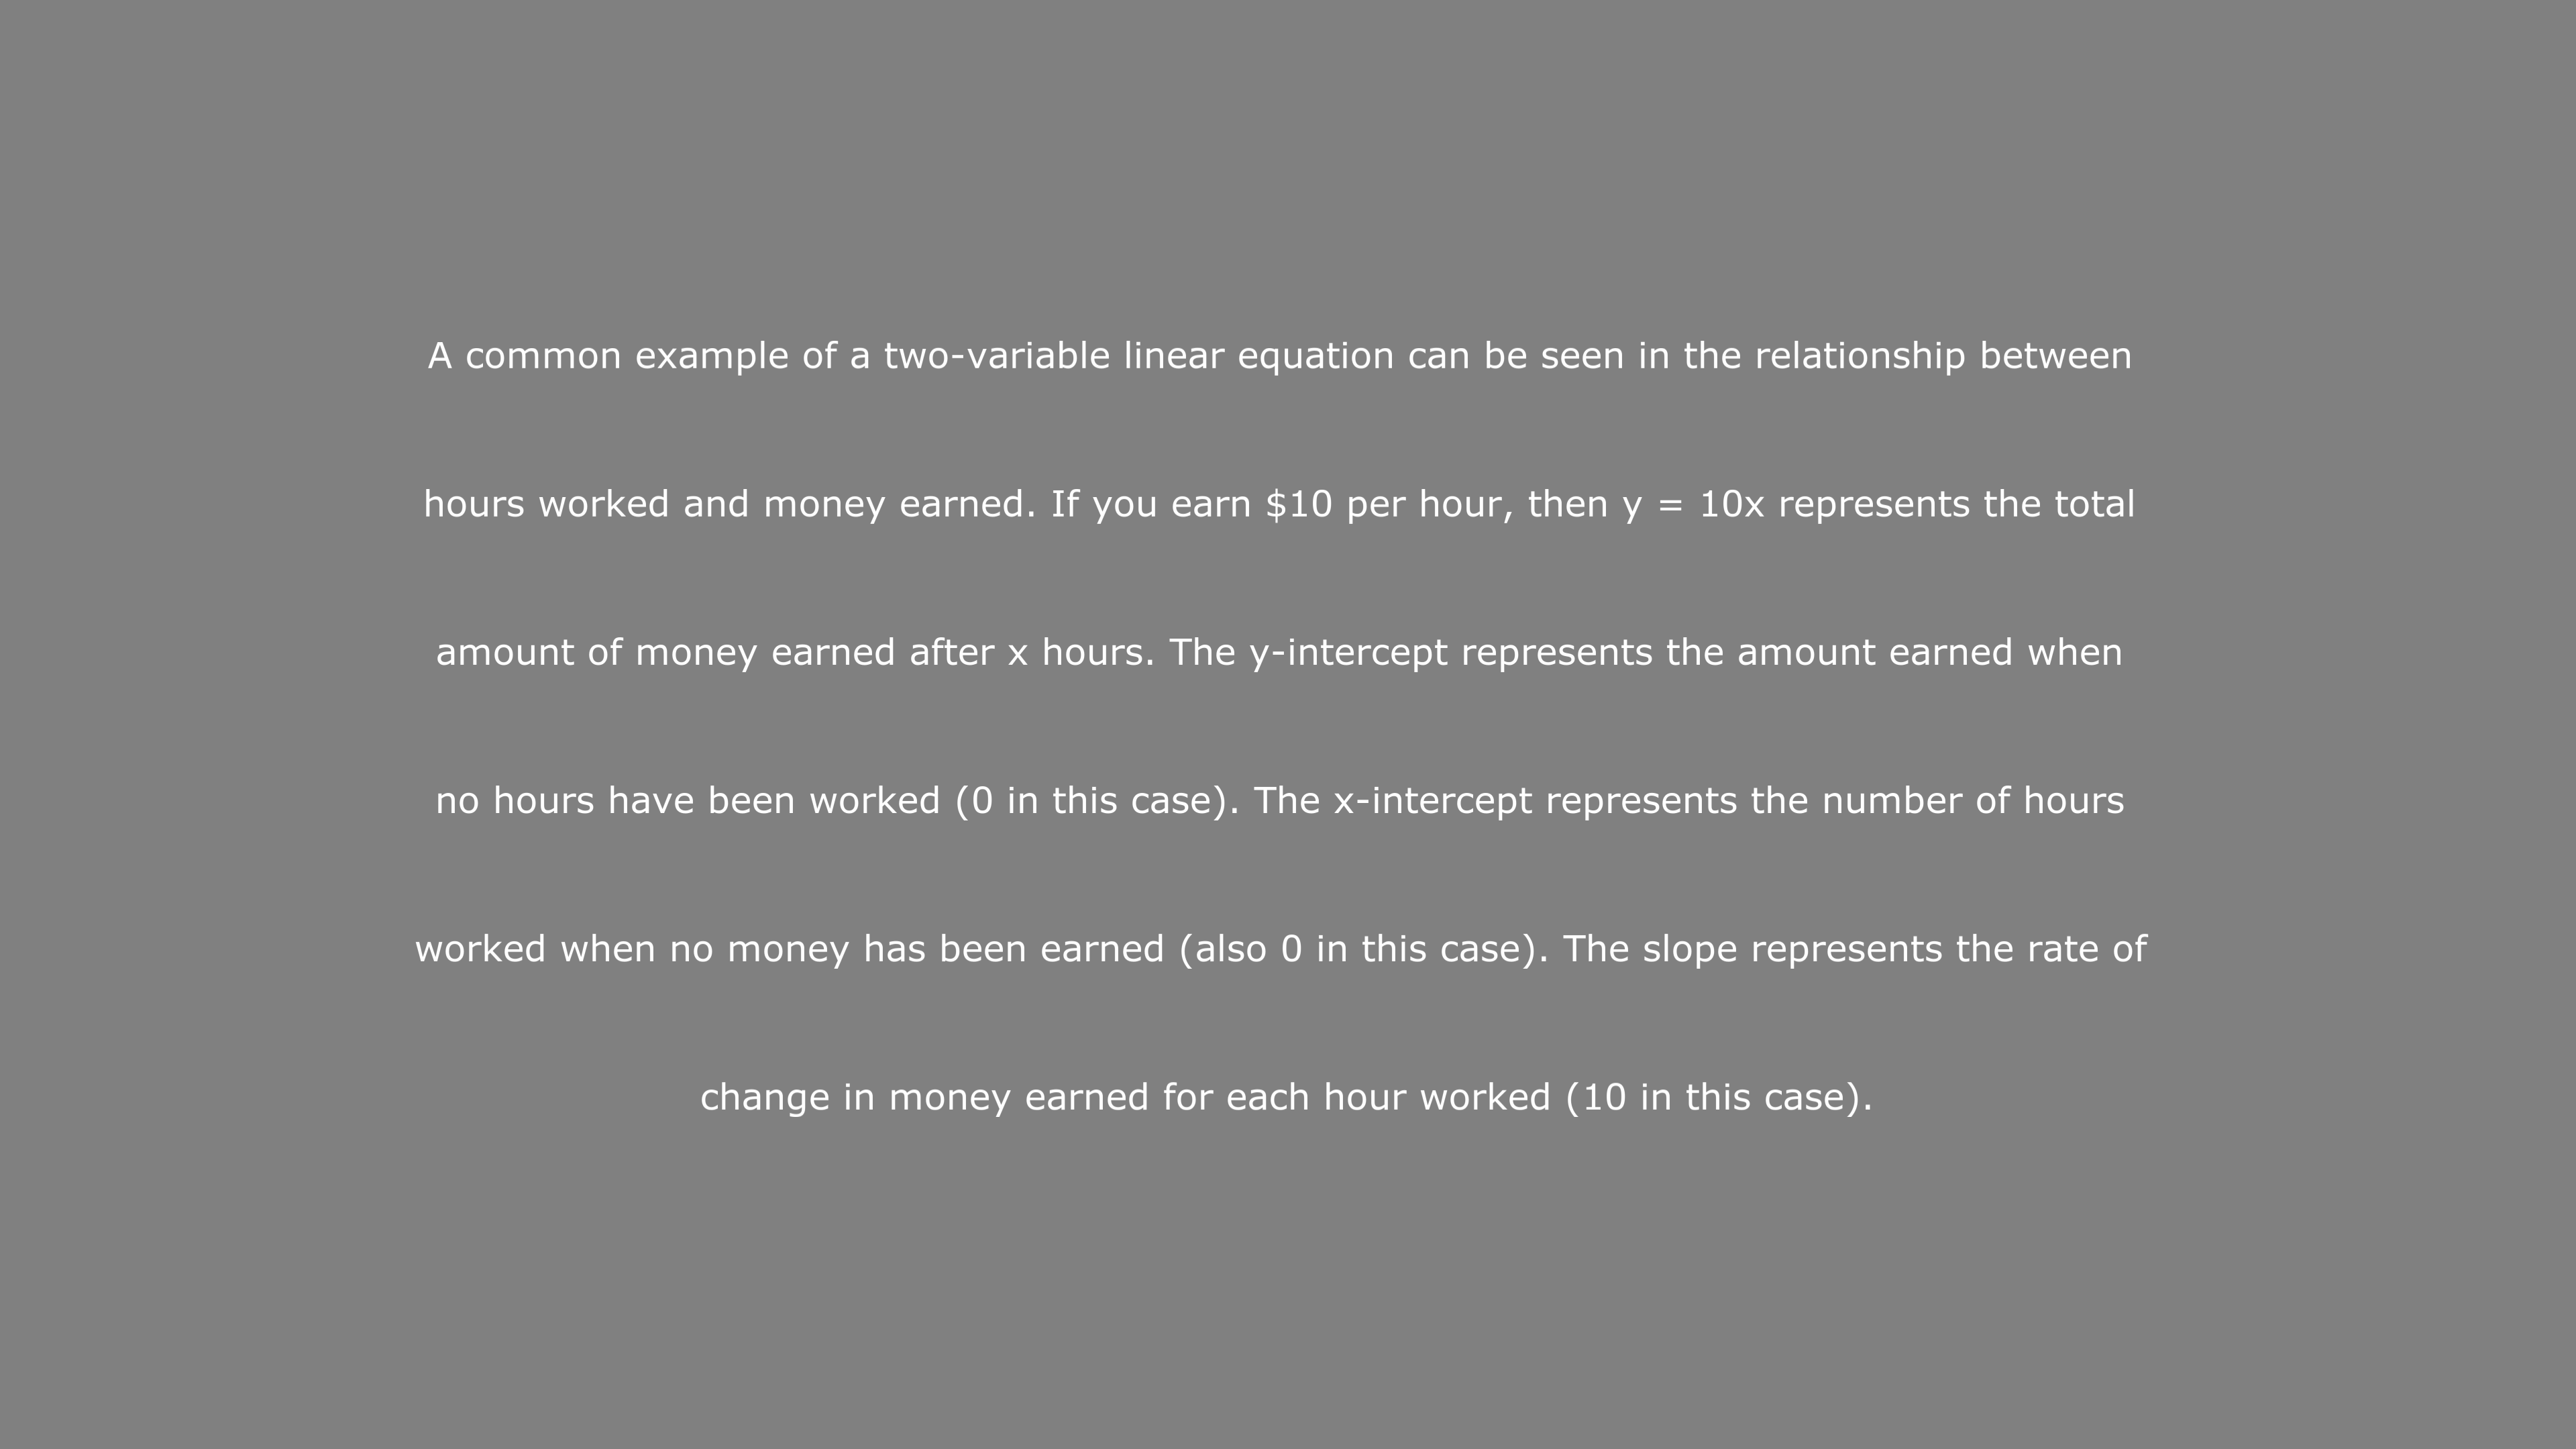 A common example of a two-variable linear equation can be seen in the relationship between
hours worked and money earned. If you earn $10 per hour, then y = 10x represents the total
amount of money earned after x hours. The y-intercept represents the amount earned when
no hours have been worked (0 in this case). The x-intercept represents the number of hours
worked when no money has been earned (also 0 in this case). The slope represents the rate of
change in money earned for each hour worked (10 in this case).